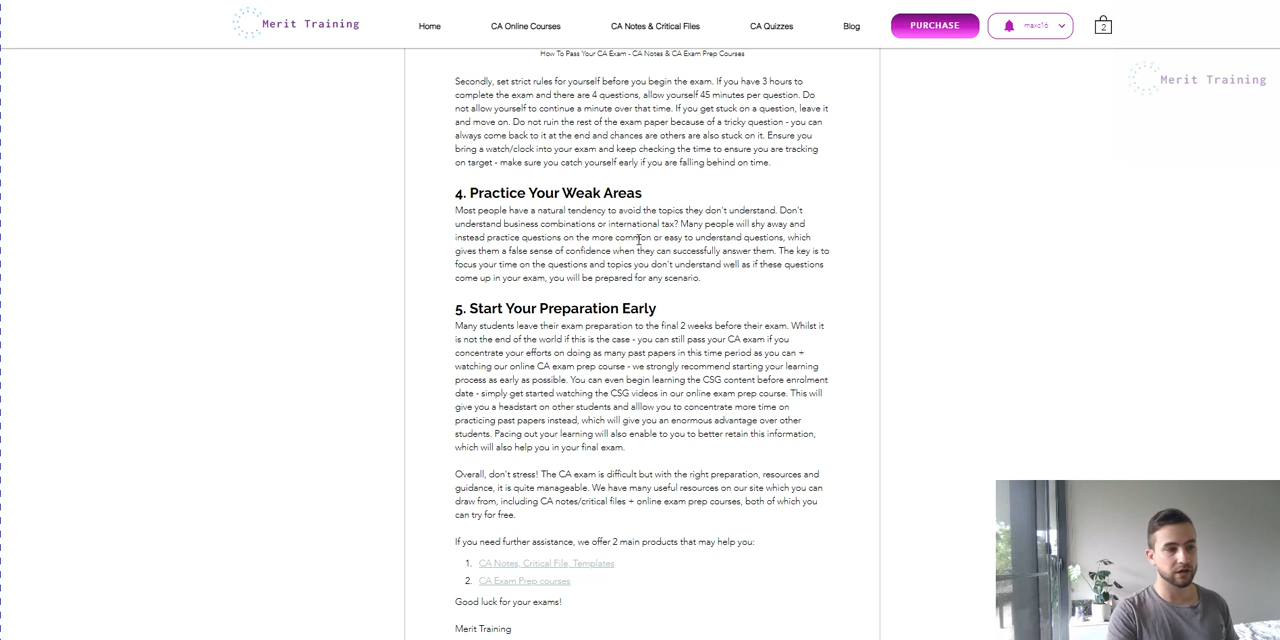 Merit Training
Home
CA Online Courses
CA Notes & Critical Files
CA Quizzes
Blog
PURCHASE
maxc16
2
How To Pass Your CA Exam - CA Notes & CA Exam Prep Courses
Merit Training
Secondly, set strict rules for yourself before you begin the exam. If you have 3 hours to
complete the exam and there are 4 questions, allow yourself 45 minutes per question. Do
not allow yourself to continue a minute over that time. If you get stuck on a question, leave it
and move on. Do not ruin the rest of the exam paper because of a tricky question - you can
always come back to it at the end and chances are others are also stuck on it. Ensure you
bring a watch/clock into your exam and keep checking the time to ensure you are tracking
on target - make sure you catch yourself early if you are falling behind on time.
4. Practice Your Weak Areas
Most people have a natural tendency to avoid the topics they don't understand. Don't
understand business combinations or international tax? Many people will shy away and
instead practice questions on the more common or easy to understand questions, which
gives them a false sense of confidence when they can successfully answer them. The key is to
focus your time on the questions and topics you don't understand well as if these questions
come up in your exam, you will be prepared for any scenario.
5. Start Your Preparation Early
Many students leave their exam preparation to the final 2 weeks before their exam. Whilst it
is not the end of the world if this is the case - you can still pass your CA exam if you
concentrate your efforts on doing as many past papers in this time period as you can +
watching our online CA exam prep course - we strongly recommend starting your learning
process as early as possible. You can even begin learning the CSG content before enrolment
date - simply get started watching the CSG videos in our online exam prep course. This will
give you a headstart on other students and alllow you to concentrate more time on
practicing past papers instead, which will give you an enormous advantage over other
students. Pacing out your learning will also enable to you to better retain this information,
which will also help you in your final exam.
Overall, don't stress! The CA exam is difficult but with the right preparation, resources and
guidance, it is quite manageable. We have many useful resources on our site which you can
draw from, including CA notes/critical files + online exam prep courses, both of which you
can try for free.
If you need further assistance, we offer 2 main products that may help you:
1. CA Notes, Critical File, Templates
2. CA Exam Prep courses
Good luck for your exams!
Merit Training